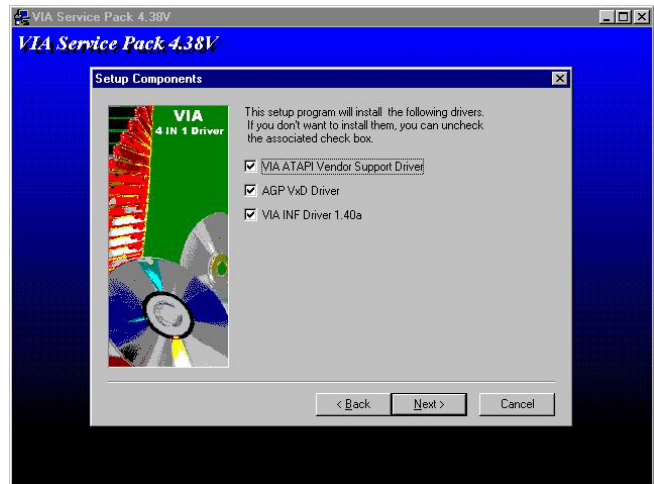 VIA Service Pack 4.38V
VIA Service Pack 4.38V
Setup Components
VIA
4 IN 1 Driver
This setup program will install the following drivers.
If you don't want to install them, you can uncheck
the associated check box.
VIA ATAPI Vendor Support Driver
AGP VxD Driver
VIA INF Driver 1.40a
< Back
Next >
Cancel